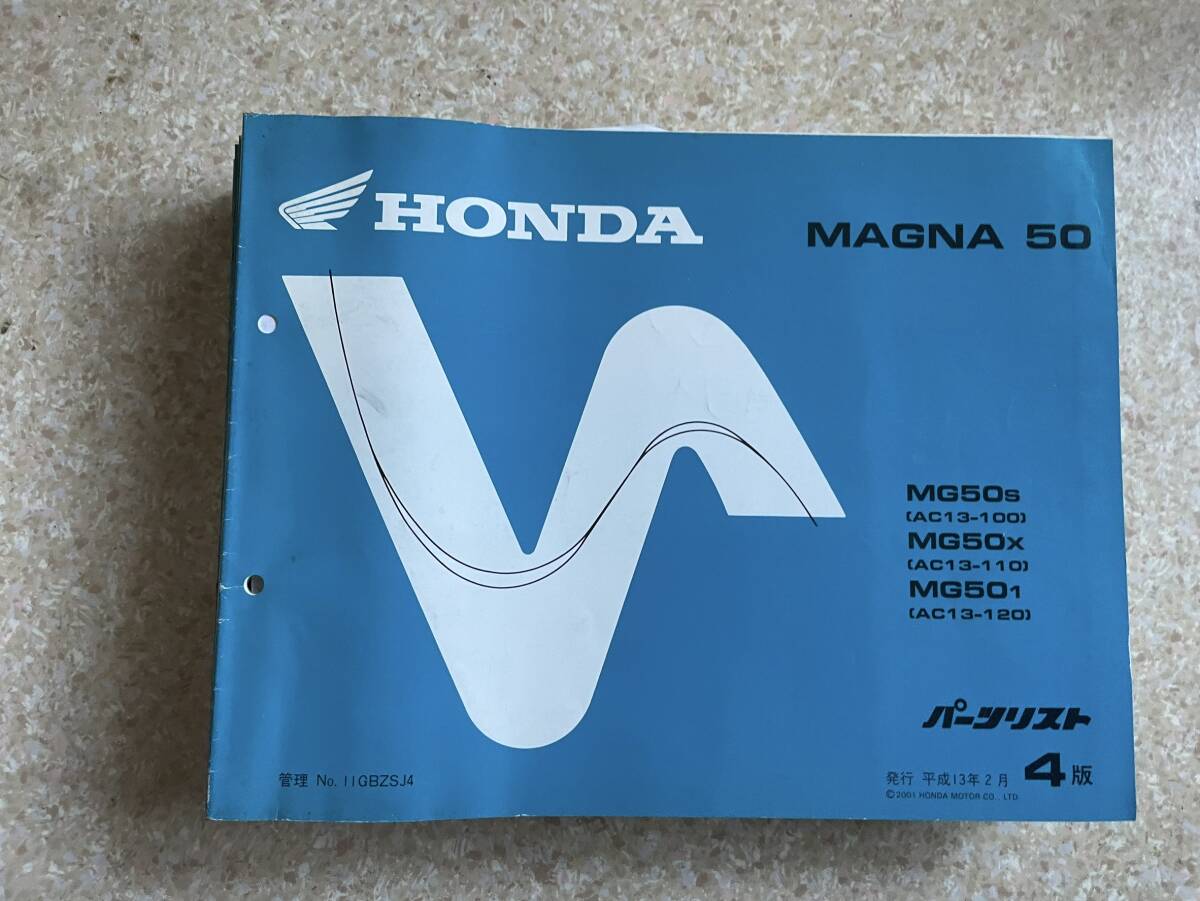 HONDA
MAGNA 50
MG50S
(AC13-100)
MG50X
(AC13-110)
MG501
(AC13-120)
パーツリスト
管理 No. 11GBZSJ4
発行 平成13年2月 4版
©2001 HONDA MOTOR CO., LTD.